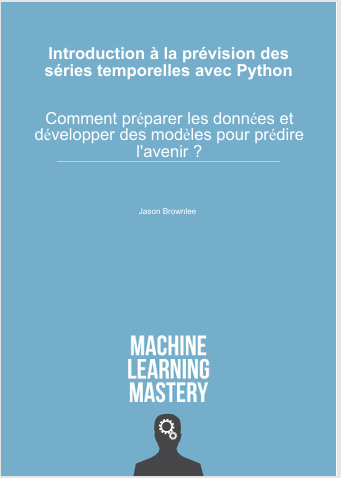 Introduction à la prévision des
séries temporelles avec Python
Comment préparer les données et
développer des modèles pour prédire
l'avenir ?
Jason Brownlee
MACHINE
LEARNING
MASTERY